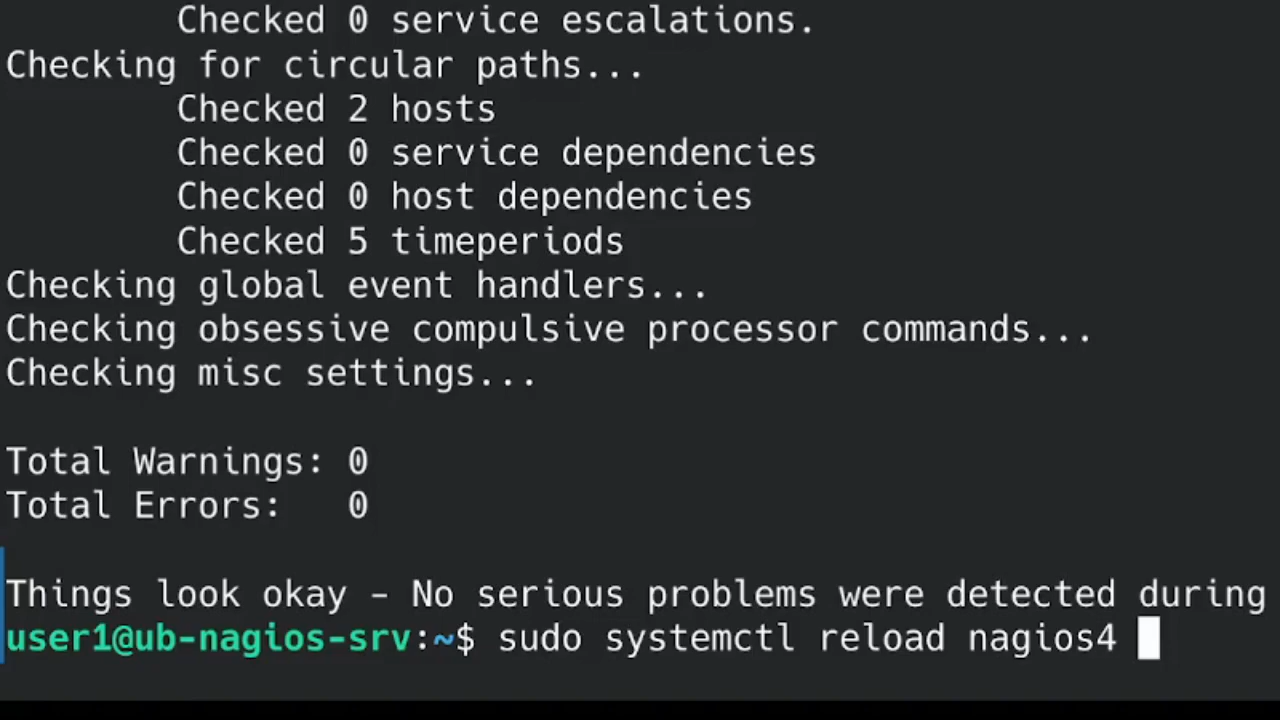 Checked 0 service escalations.
Checking for circular paths...
Checked 2 hosts
Checked 0 service dependencies
Checked 0 host dependencies
Checked 5 timeperiods
Checking global event handlers...
Checking obsessive compulsive processor commands...
Checking misc settings...
Total Warnings: 0
Total Errors:   0
Things look okay - No serious problems were detected during
user1@ub-nagios-srv:~$ sudo systemctl reload nagios4